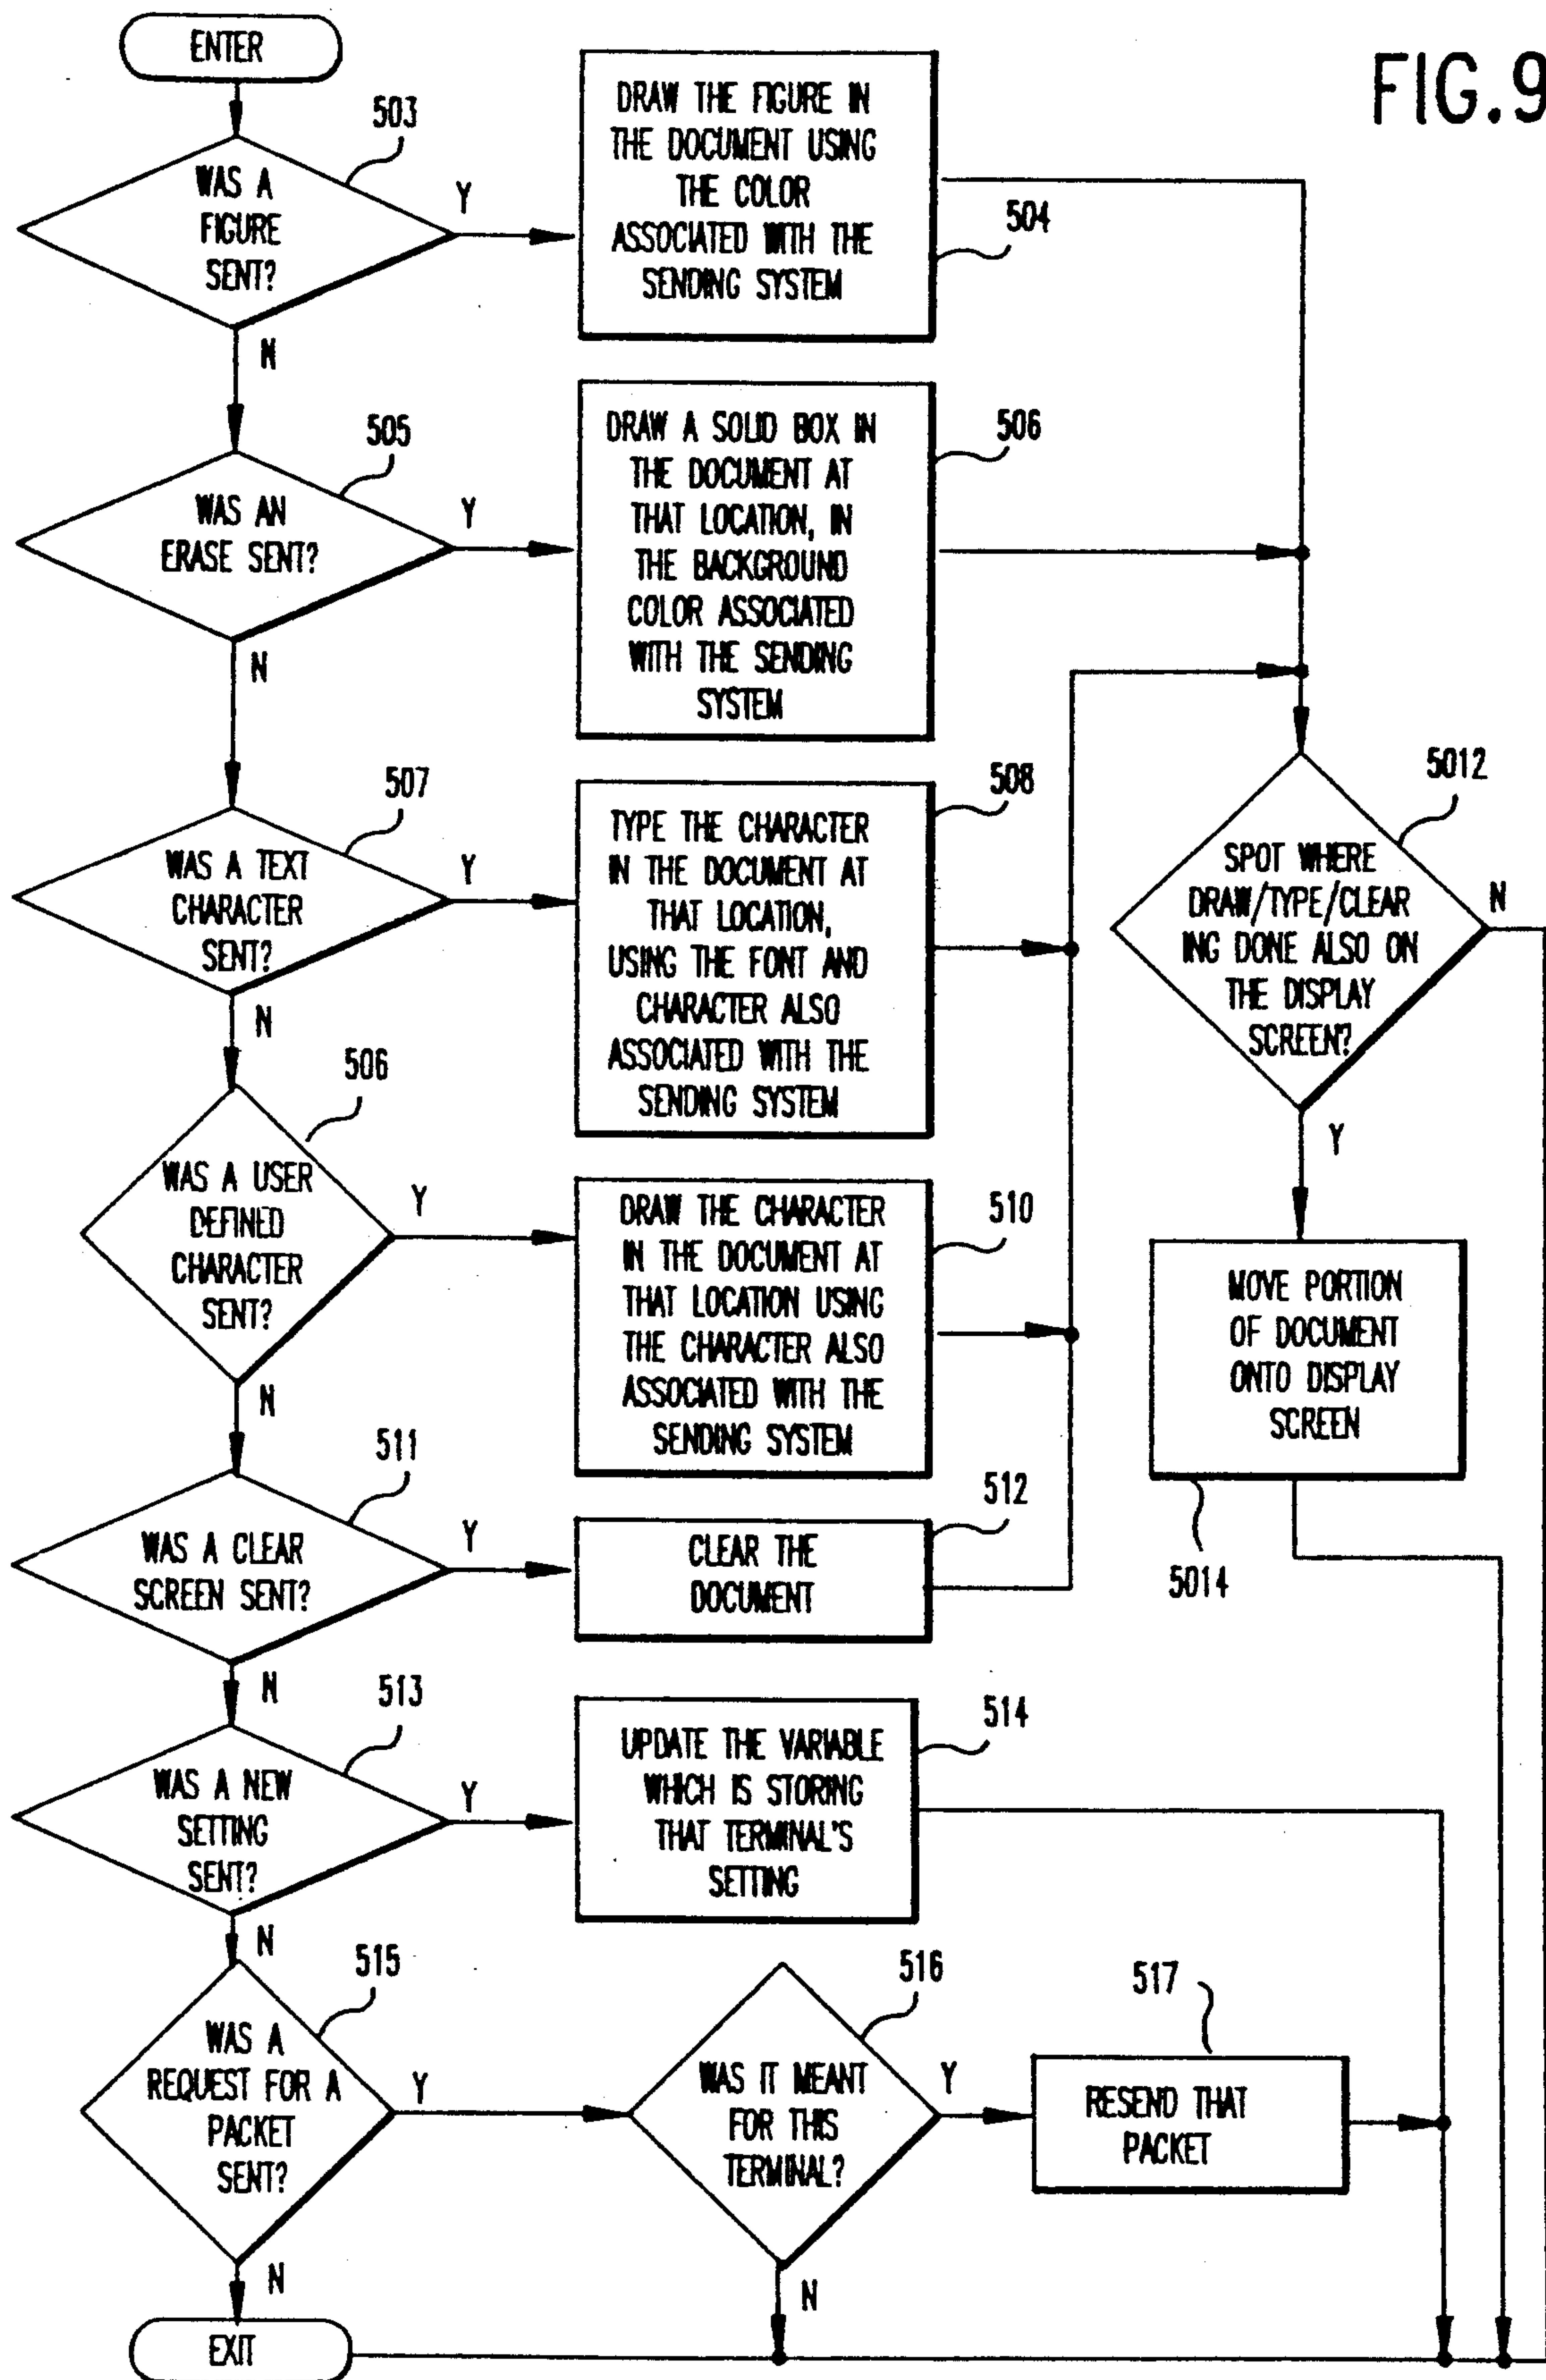 FIG.9
ENTER
503
WAS A
FIGURE
SENT?
Y
N
DRAW THE FIGURE IN
THE DOCUMENT USING
THE COLOR
ASSOCIATED WITH THE
SENDING SYSTEM
504
505
WAS AN
ERASE SENT?
Y
N
DRAW A SOLID BOX IN
THE DOCUMENT AT
THAT LOCATION, IN
THE BACKGROUND
COLOR ASSOCIATED
WITH THE SENDING
SYSTEM
506
507
WAS A TEXT
CHARACTER
SENT?
Y
N
TYPE THE CHARACTER
IN THE DOCUMENT AT
THAT LOCATION,
USING THE FONT AND
CHARACTER ALSO
ASSOCIATED WITH THE
SENDING SYSTEM
508
5012
SPOT WHERE
DRAW/TYPE/CLEAR
ING DONE ALSO ON
THE DISPLAY
SCREEN?
N
Y
506
WAS A USER
DEFINED
CHARACTER
SENT?
Y
N
DRAW THE CHARACTER
IN THE DOCUMENT AT
THAT LOCATION USING
THE CHARACTER ALSO
ASSOCIATED WITH THE
SENDING SYSTEM
510
MOVE PORTION
OF DOCUMENT
ONTO DISPLAY
SCREEN
5014
511
WAS A CLEAR
SCREEN SENT?
Y
N
CLEAR THE
DOCUMENT
512
513
WAS A NEW
SETTING
SENT?
Y
N
UPDATE THE VARIABLE
WHICH IS STORING
THAT TERMINAL'S
SETTING
514
515
WAS A
REQUEST FOR A
PACKET
SENT?
Y
N
516
WAS IT MEANT
FOR THIS
TERMINAL?
Y
N
517
RESEND THAT
PACKET
EXIT